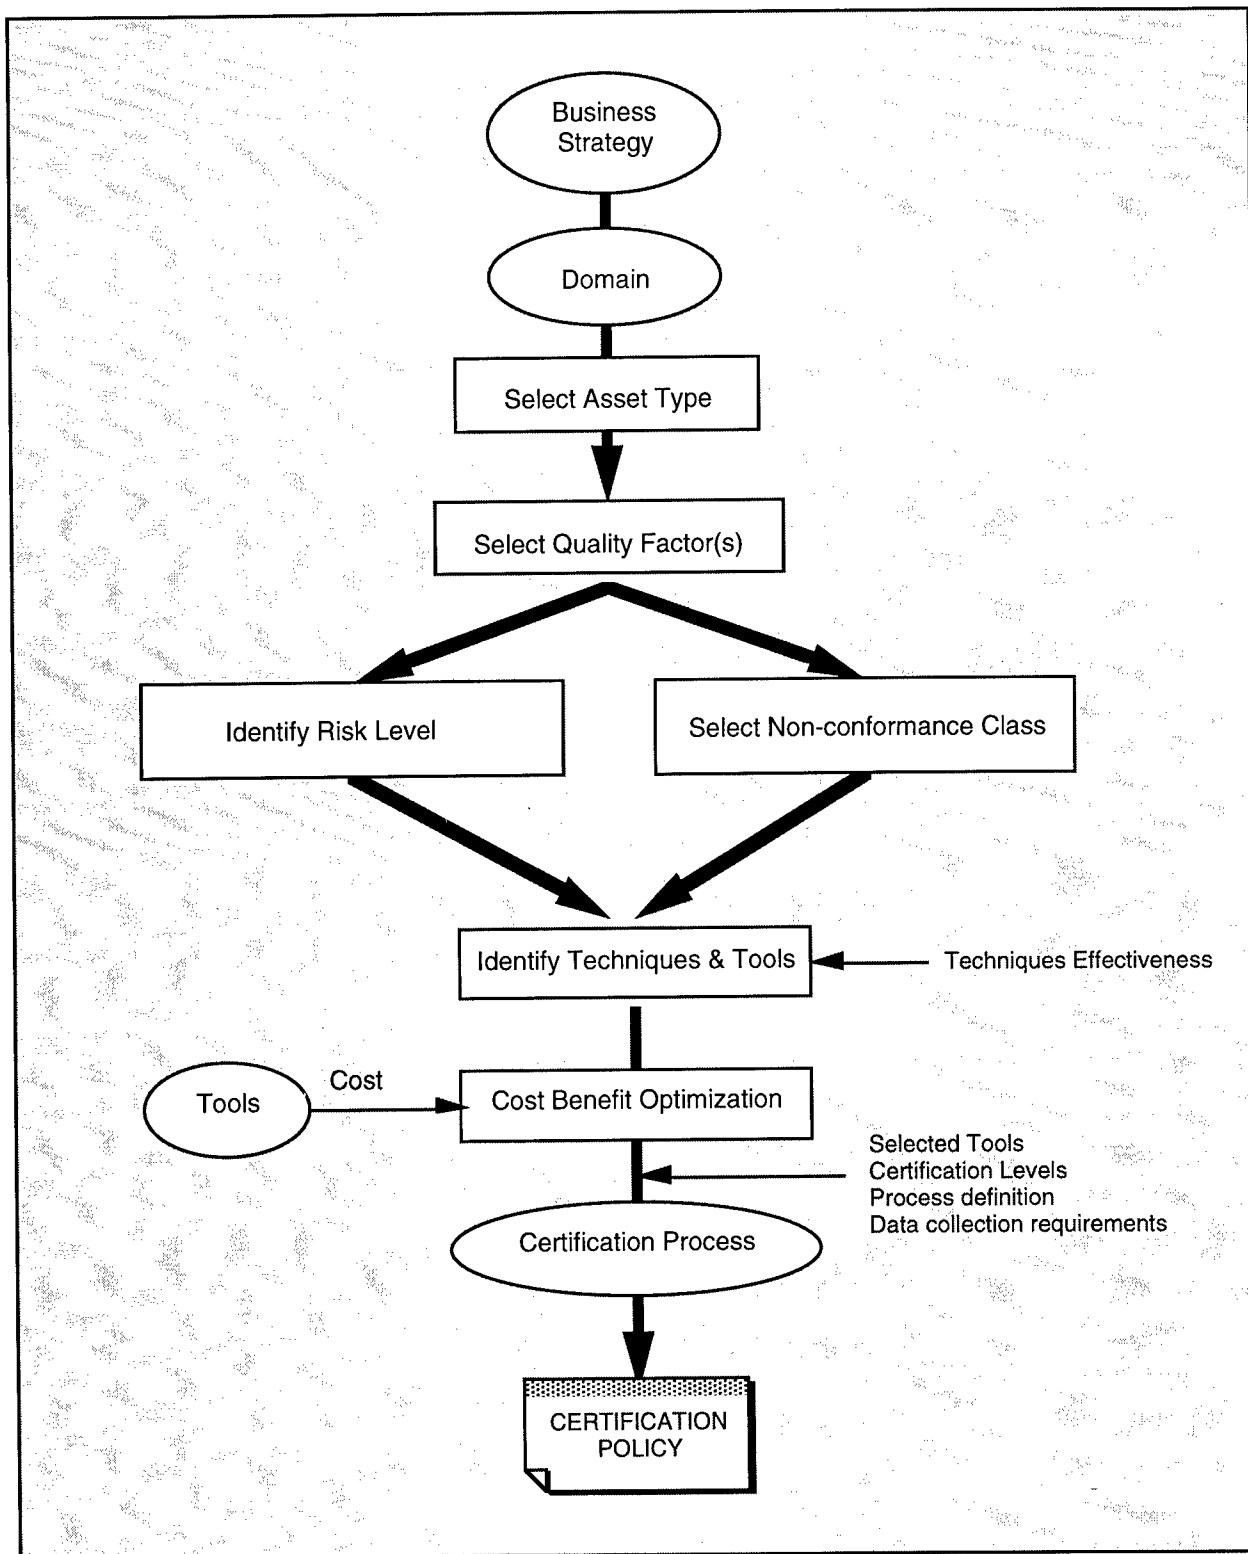 Business
Strategy
Domain
Select Asset Type
Select Quality Factor(s)
Identify Risk Level
Select Non-conformance Class
Identify Techniques & Tools
Techniques Effectiveness
Tools
Cost
Cost Benefit Optimization
Selected Tools
Certification Levels
Process definition
Data collection requirements
Certification Process
CERTIFICATION
POLICY